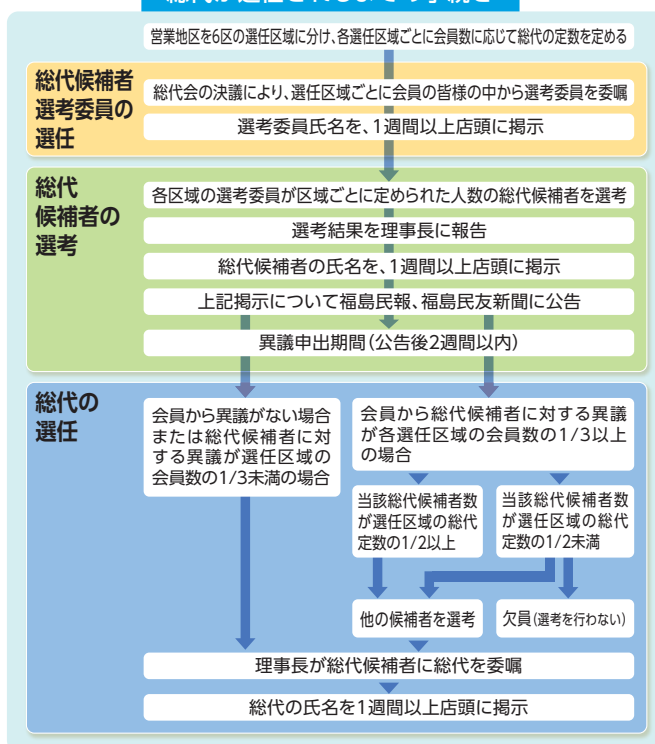 総代が選任されるまでの手続き
営業地区を6区の選任区域に分け、各選任区域ごとに会員数に応じて総代の定数を定める
総代候補者
選考委員の
選任
総代会の決議により、選任区域ごとに会員の皆様の中から選考委員を委嘱
選考委員氏名を、1週間以上店頭に掲示
総代
候補者の
選考
各区域の選考委員が区域ごとに定められた人数の総代候補者を選考
選考結果を理事長に報告
総代候補者の氏名を、1週間以上店頭に掲示
上記掲示について福島民報、福島民友新聞に公告
異議申出期間(公告後2週間以内)
総代の
選任
会員から異議がない場合
または総代候補者に対
する異議が選任区域の
会員数の1/3未満の場合
会員から総代候補者に対する異議
が各選任区域の会員数の1/3以上
の場合
当該総代候補者数
が選任区域の総代
定数の1/2以上
当該総代候補者数
が選任区域の総代
定数の1/2未満
他の候補者を選考
欠員(選考を行わない)
理事長が総代候補者に総代を委嘱
総代の氏名を1週間以上店頭に掲示